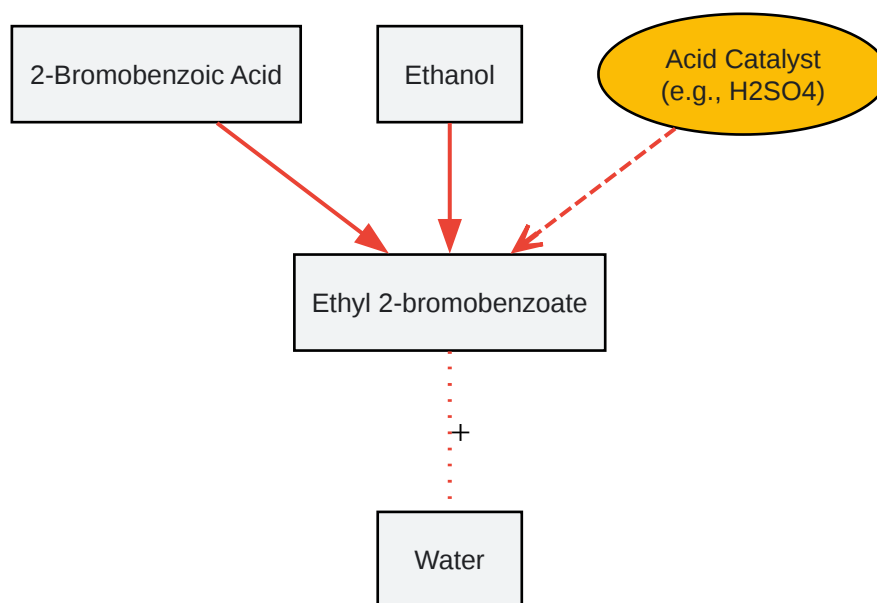 2-Bromobenzoic Acid
Ethanol
Acid Catalyst
(e.g., H2SO4)
Ethyl 2-bromobenzoate
+
Water